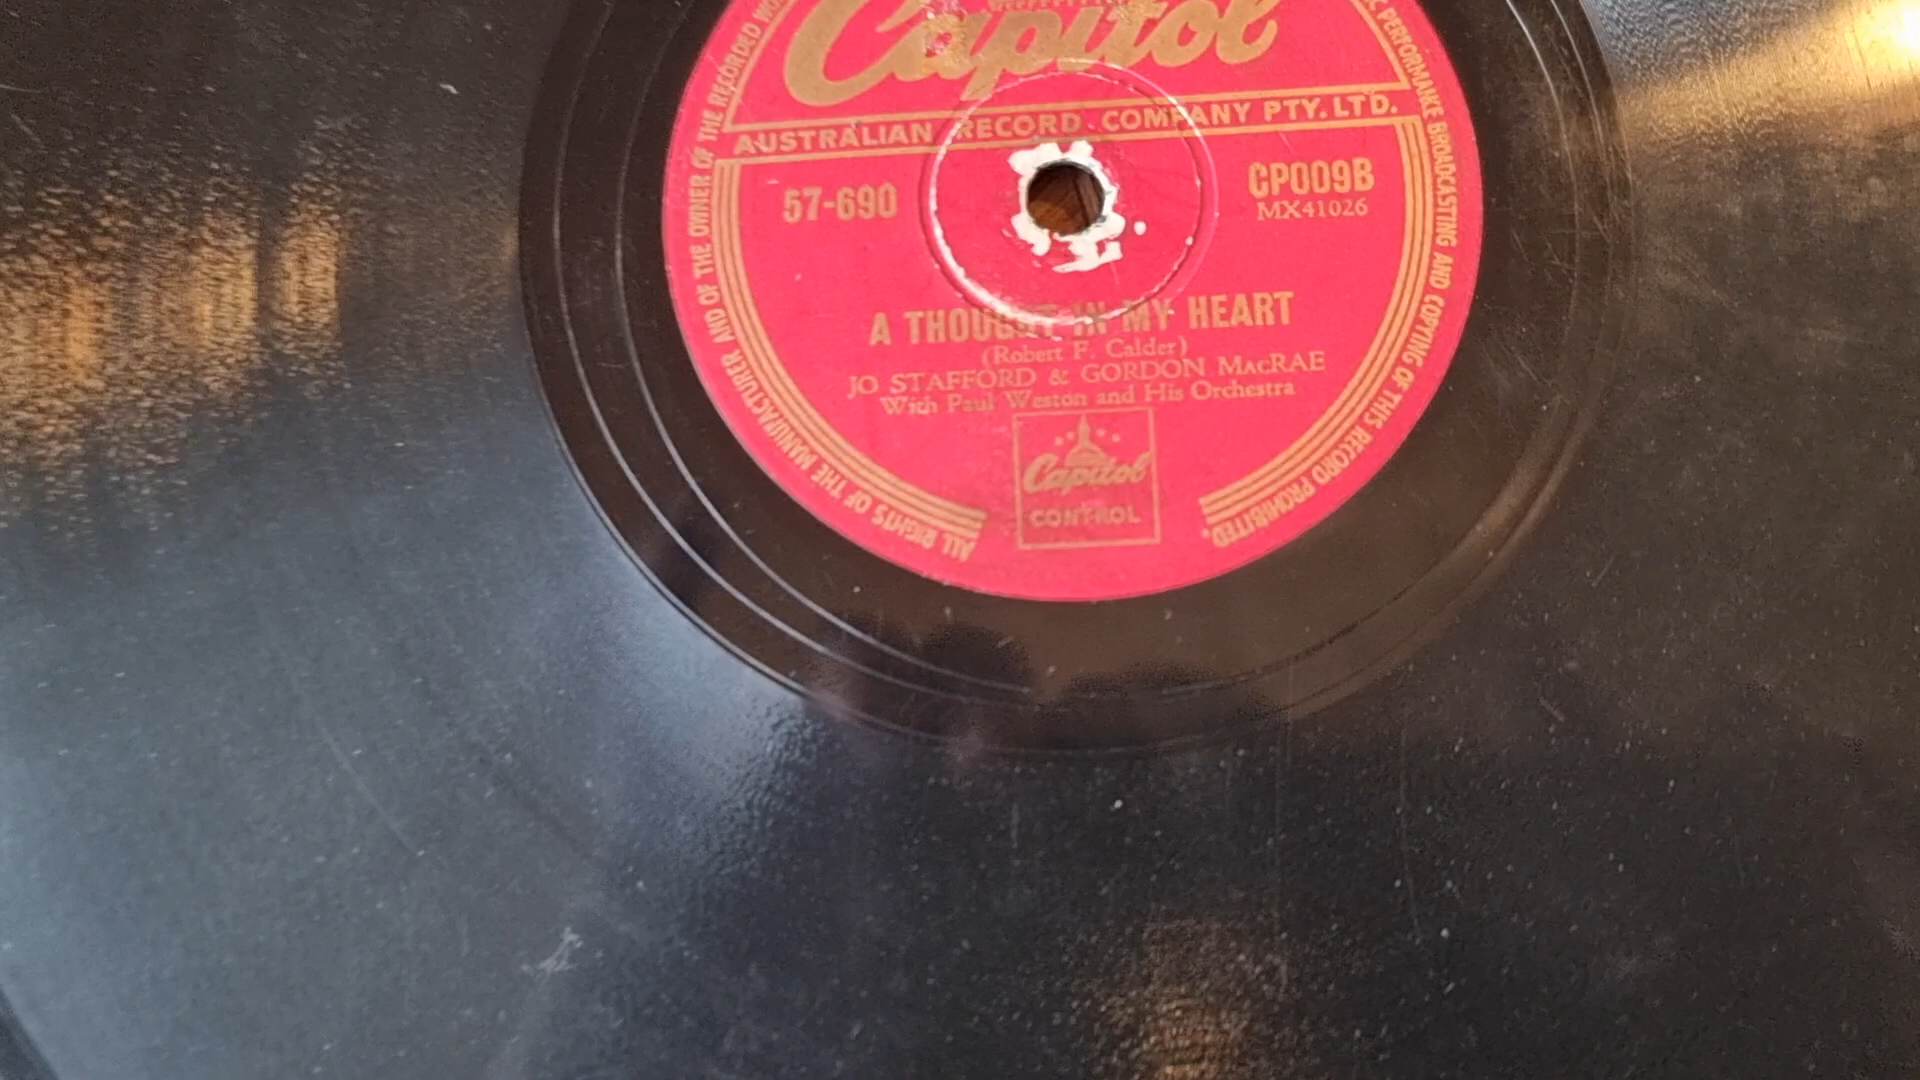 Capitol
AUSTRALIAN RECORD COMPANY PTY. LTD.
57-690
CP009B
MX41026
A THOUGHT IN MY HEART
(Robert F. Calder)
JO STAFFORD & GORDON MACRAE
With Paul Weston and His Orchestra
Capitol
CONTROL
ALL RIGHTS OF THE MANUFACTURER AND OF THE OWNER OF THE RECORDED
PERFORMANCE BROADCASTING AND COPYING OF THIS RECORD PROHIBITED.